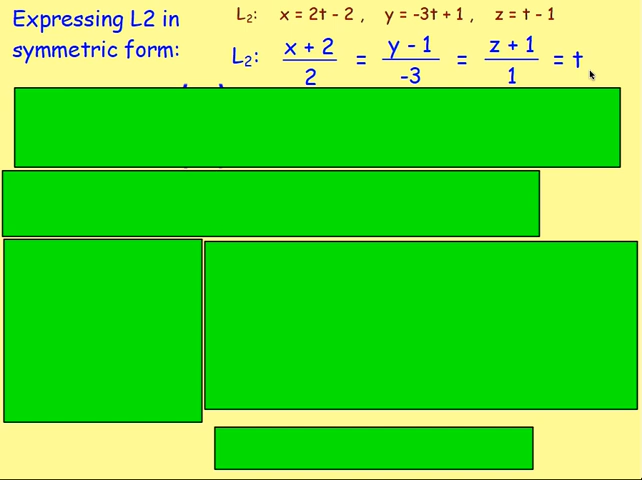 Expressing L2 in
symmetric form:
L₂: x = 2t - 2 , y = -3t + 1 , z = t - 1
L₂: x + 2 / 2 = y - 1 / -3 = z + 1 / 1 = t